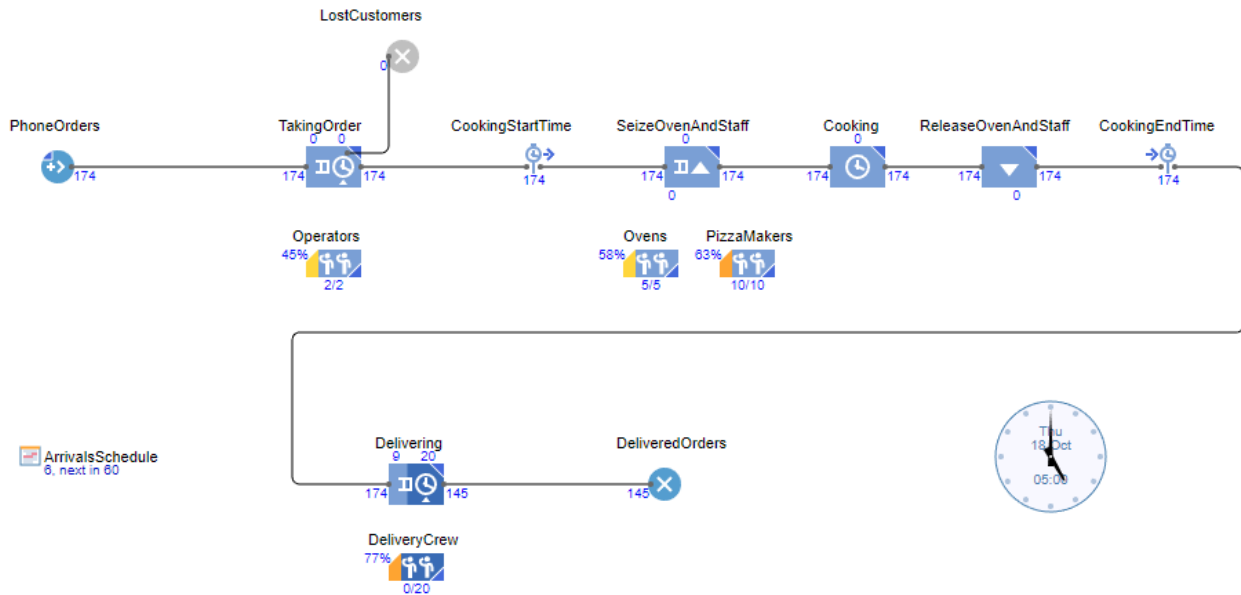 LostCustomers
0
PhoneOrders
174
TakingOrder
0 0
174 174
CookingStartTime
174
SeizeOvenAndStaff
0
174 174
0
Cooking
0
174 174
ReleaseOvenAndStaff
174 174
0
CookingEndTime
174
Operators
45%
2/2
Ovens
58%
5/5
PizzaMakers
63%
10/10
ArrivalsSchedule
6, next in 60
Delivering
9 20
174 145
DeliveredOrders
145
Thu
18 Oct
05:00
DeliveryCrew
77%
0/20